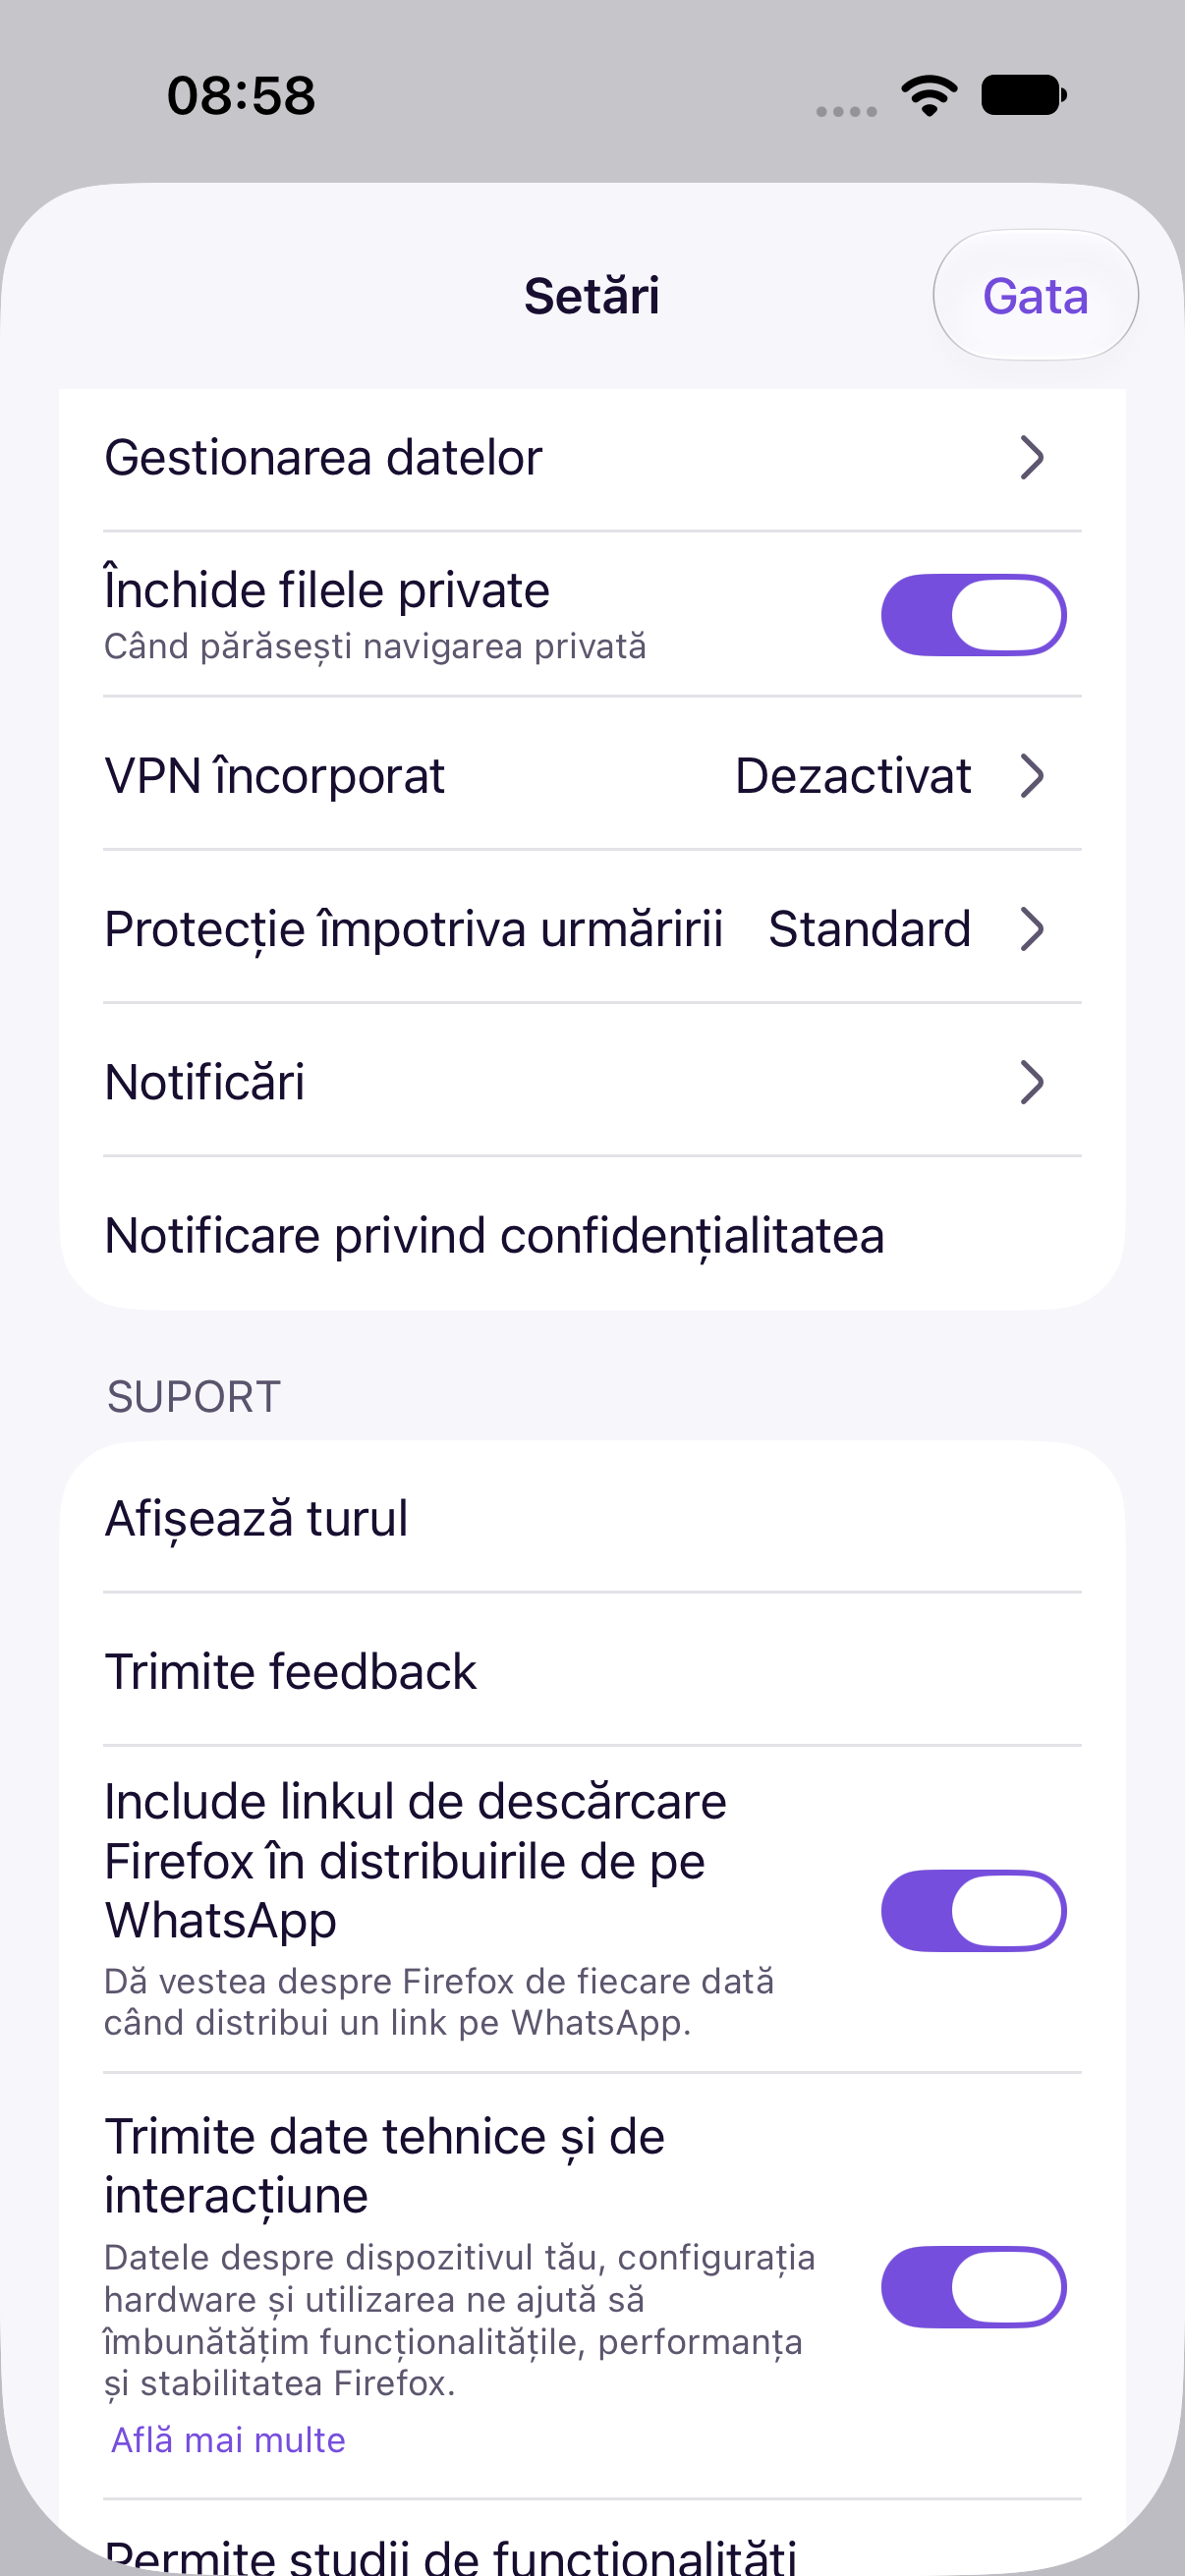 08:58
Setări
Gata
Gestionarea datelor
Închide filele private
Când părăsești navigarea privată
VPN încorporat
Dezactivat
Protecție împotriva urmăririi
Standard
Notificări
Notificare privind confidențialitatea
SUPORT
Afișează turul
Trimite feedback
Include linkul de descărcare
Firefox în distribuirile de pe
WhatsApp
Dă vestea despre Firefox de fiecare dată
când distribui un link pe WhatsApp.
Trimite date tehnice și de
interacțiune
Datele despre dispozitivul tău, configurația
hardware și utilizarea ne ajută să
îmbunătățim funcționalitățile, performanța
și stabilitatea Firefox.
Află mai multe
Permite studii de funcționalități